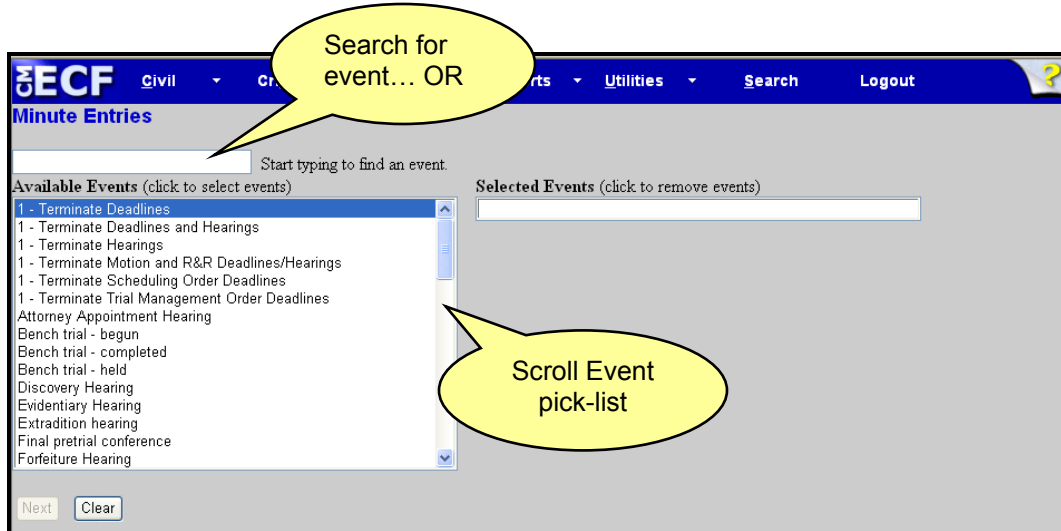 Search for
event… OR
CM
ECF Civil Cr rts Utilities Search Logout ?
Minute Entries
Start typing to find an event.
Available Events (click to select events) Selected Events (click to remove events)
1 - Terminate Deadlines
1 - Terminate Deadlines and Hearings
1 - Terminate Hearings
1 - Terminate Motion and R&R Deadlines/Hearings
1 - Terminate Scheduling Order Deadlines
1 - Terminate Trial Management Order Deadlines
Attorney Appointment Hearing
Bench trial - begun
Bench trial - completed
Bench trial - held
Discovery Hearing
Evidentiary Hearing
Extradition hearing
Final pretrial conference
Forfeiture Hearing
Scroll Event
pick-list
Next Clear